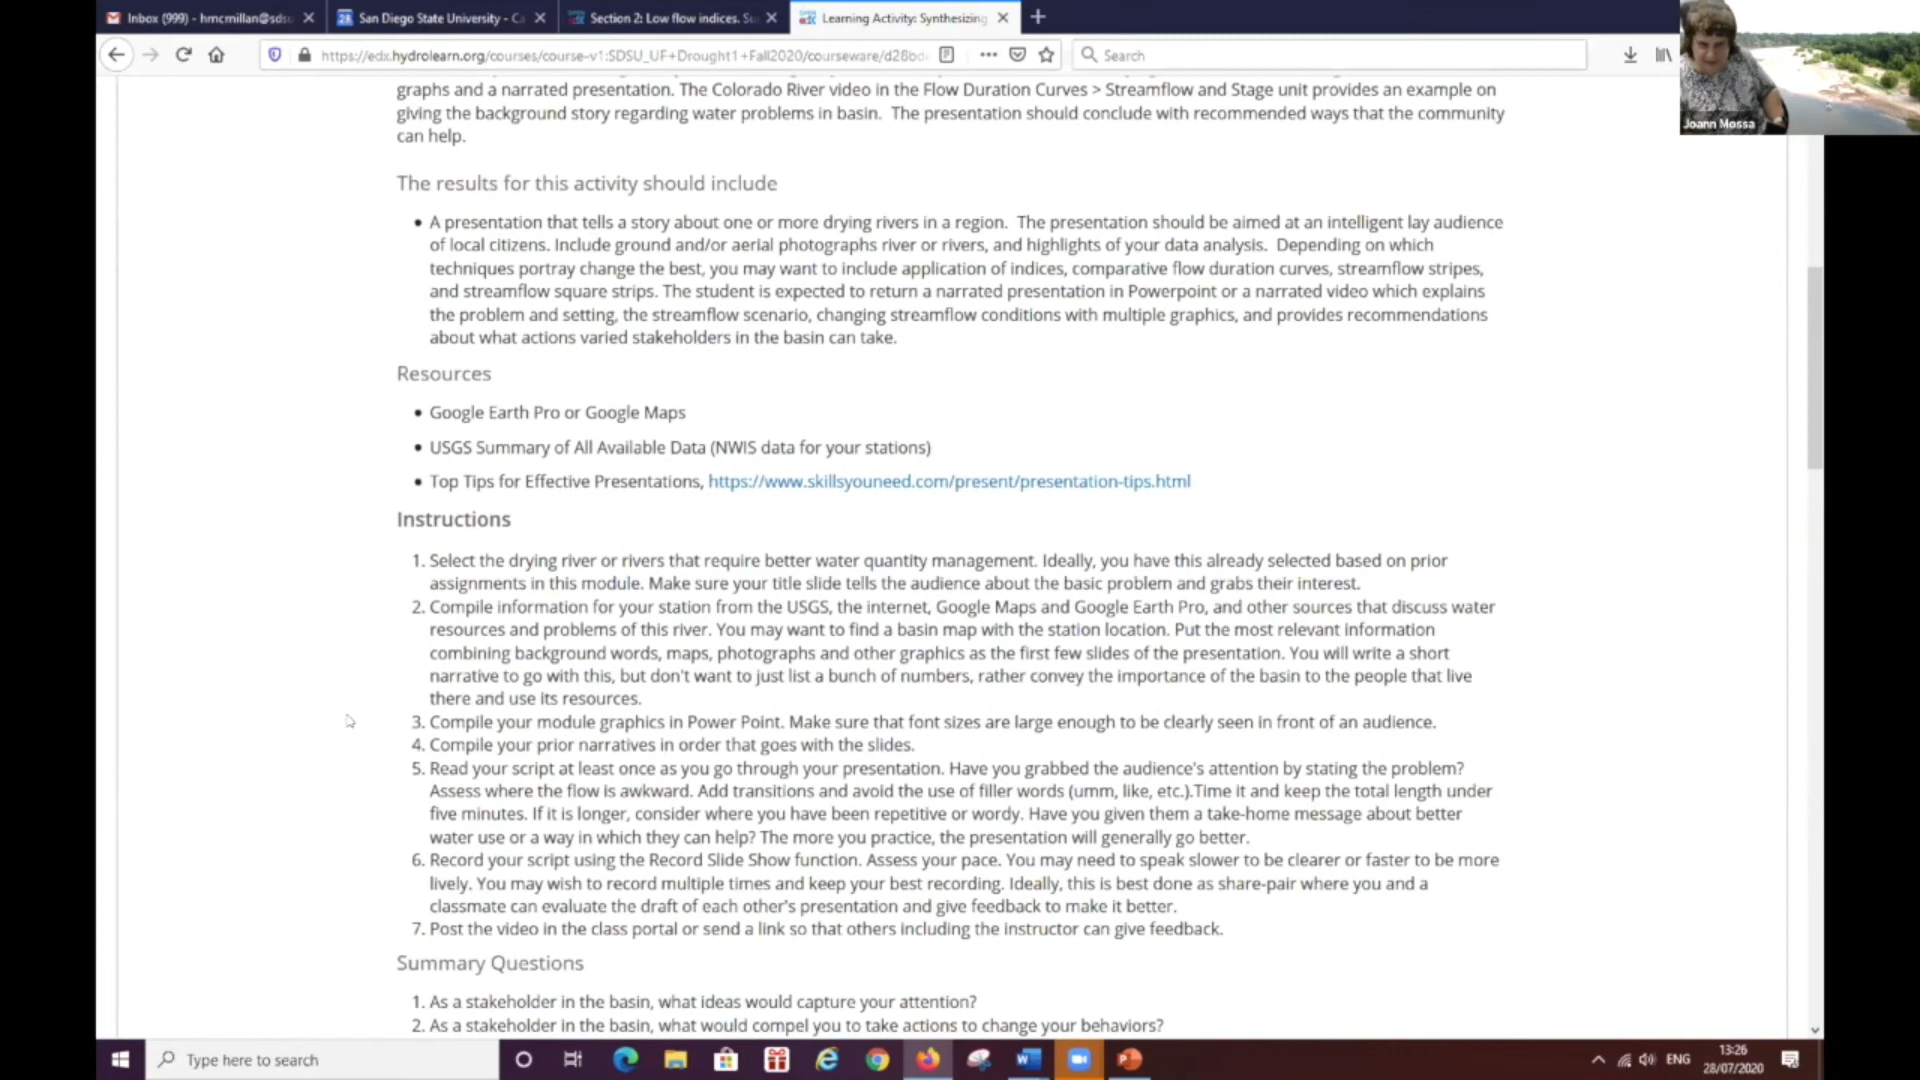 Inbox (999) - hmcmillan@sdsu
San Diego State University - Ca
Section 2: Low flow indices. Su
Learning Activity: Synthesizing
https://edx.hydrolearn.org/courses/course-v1:SDSU_UF+Drought1+Fall2020/courseware/d28bd
Search
Joann Mossa
graphs and a narrated presentation. The Colorado River video in the Flow Duration Curves > Streamflow and Stage unit provides an example on
giving the background story regarding water problems in basin. The presentation should conclude with recommended ways that the community
can help.
The results for this activity should include
• A presentation that tells a story about one or more drying rivers in a region. The presentation should be aimed at an intelligent lay audience
of local citizens. Include ground and/or aerial photographs river or rivers, and highlights of your data analysis. Depending on which
techniques portray change the best, you may want to include application of indices, comparative flow duration curves, streamflow stripes,
and streamflow square strips. The student is expected to return a narrated presentation in Powerpoint or a narrated video which explains
the problem and setting, the streamflow scenario, changing streamflow conditions with multiple graphics, and provides recommendations
about what actions varied stakeholders in the basin can take.
Resources
• Google Earth Pro or Google Maps
• USGS Summary of All Available Data (NWIS data for your stations)
• Top Tips for Effective Presentations, https://www.skillsyouneed.com/present/presentation-tips.html
Instructions
1. Select the drying river or rivers that require better water quantity management. Ideally, you have this already selected based on prior
assignments in this module. Make sure your title slide tells the audience about the basic problem and grabs their interest.
2. Compile information for your station from the USGS, the internet, Google Maps and Google Earth Pro, and other sources that discuss water
resources and problems of this river. You may want to find a basin map with the station location. Put the most relevant information
combining background words, maps, photographs and other graphics as the first few slides of the presentation. You will write a short
narrative to go with this, but don't want to just list a bunch of numbers, rather convey the importance of the basin to the people that live
there and use its resources.
3. Compile your module graphics in Power Point. Make sure that font sizes are large enough to be clearly seen in front of an audience.
4. Compile your prior narratives in order that goes with the slides.
5. Read your script at least once as you go through your presentation. Have you grabbed the audience's attention by stating the problem?
Assess where the flow is awkward. Add transitions and avoid the use of filler words (umm, like, etc.).Time it and keep the total length under
five minutes. If it is longer, consider where you have been repetitive or wordy. Have you given them a take-home message about better
water use or a way in which they can help? The more you practice, the presentation will generally go better.
6. Record your script using the Record Slide Show function. Assess your pace. You may need to speak slower to be clearer or faster to be more
lively. You may wish to record multiple times and keep your best recording. Ideally, this is best done as share-pair where you and a
classmate can evaluate the draft of each other's presentation and give feedback to make it better.
7. Post the video in the class portal or send a link so that others including the instructor can give feedback.
Summary Questions
1. As a stakeholder in the basin, what ideas would capture your attention?
2. As a stakeholder in the basin, what would compel you to take actions to change your behaviors?
Type here to search
ENG
13:26
28/07/2020